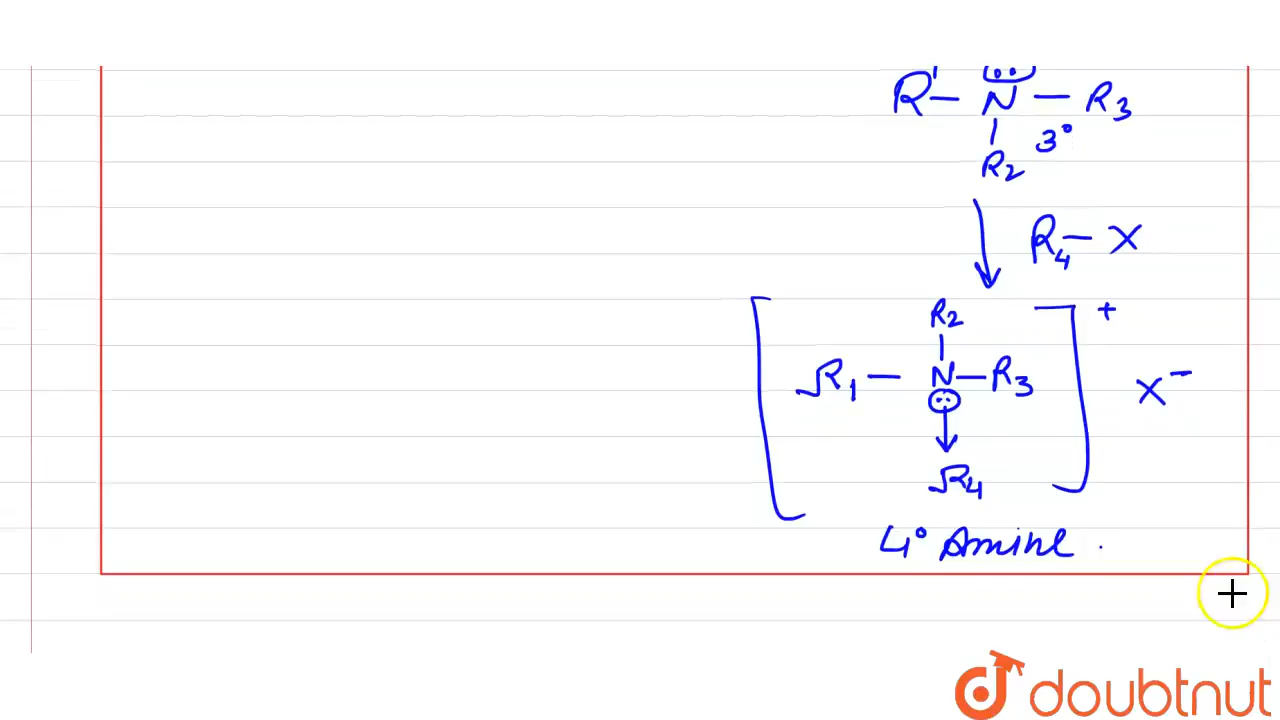 R' — N̈ — R3
R2 3°
R4 — X
R2 +
R1 — N — R3 X⁻
R4
4° Amine .
doubtnut